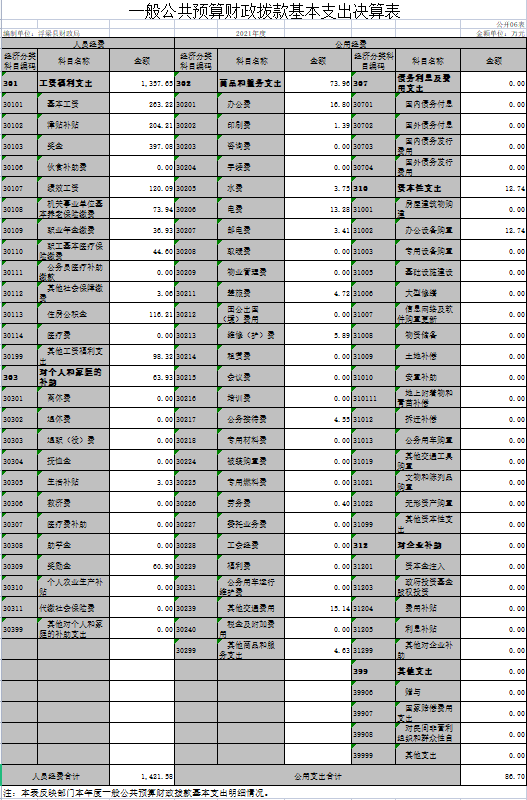 一般公共预算财政拨款基本支出决算表
公开06表
编制单位：浮梁县财政局 2021年度 金额单位：万元
人员经费 公用经费
经济分类科目编码 科目名称 金额 经济分类科目编码 科目名称 金额 经济分类科目编码 科目名称 金额
301 工资福利支出 1,357.65 302 商品和服务支出 73.96 307 债务利息及费用支出 0.00
30101 基本工资 263.22 30201 办公费 16.80 30701 国内债务付息 0.00
30102 津贴补贴 204.21 30202 印刷费 1.39 30702 国外债务付息 0.00
30103 奖金 397.08 30203 咨询费 0.00 30703 国内债务发行费用 0.00
30106 伙食补助费 0.00 30204 手续费 0.00 30704 国外债务发行费用 0.00
30107 绩效工资 120.09 30205 水费 3.75 310 资本性支出 12.74
30108 机关事业单位基本养老保险缴费 73.94 30206 电费 13.28 31001 房屋建筑物购建 0.00
30109 职业年金缴费 36.93 30207 邮电费 3.41 31002 办公设备购置 12.74
30110 职工基本医疗保险缴费 44.60 30208 取暖费 0.00 31003 专用设备购置 0.00
30111 公务员医疗补助缴费 0.00 30209 物业管理费 0.00 31005 基础设施建设 0.00
30112 其他社会保障缴费 3.06 30211 差旅费 4.72 31006 大型修缮 0.00
30113 住房公积金 116.21 30212 因公出国（境）费用 0.00 31007 信息网络及软件购置更新 0.00
30114 医疗费 0.00 30213 维修（护）费 5.89 31008 物资储备 0.00
30199 其他工资福利支出 98.32 30214 租赁费 0.00 31009 土地补偿 0.00
303 对个人和家庭的补助 63.93 30215 会议费 0.00 31010 安置补助 0.00
30301 离休费 0.00 30216 培训费 0.00 310111 地上附着物和青苗补偿 0.00
30302 退休费 0.00 30217 公务接待费 4.55 31012 拆迁补偿 0.00
30303 退职（役）费 0.00 30218 专用材料费 0.00 31013 公务用车购置 0.00
30304 抚恤金 0.00 30224 被装购置费 0.00 31019 其他交通工具购置 0.00
30305 生活补贴 3.03 30225 专用燃料费 0.00 31021 文物和陈列品购置 0.00
30306 救济费 0.00 30226 劳务费 0.40 31022 无形资产购置 0.00
30307 医疗费补助 0.00 30227 委托业务费 0.00 31099 其他资本性支出 0.00
30308 助学金 0.00 30228 工会经费 0.00 312 对企业补助 0.00
30309 奖励金 60.90 30229 福利费 0.00 31201 资本金注入 0.00
30310 个人农业生产补贴 0.00 30231 公务用车运行维护费 0.00 31203 政府投资基金股权投资 0.00
30311 代缴社会保险费 0.00 30239 其他交通费用 15.14 31204 费用补贴 0.00
30399 其他对个人和家庭的补助支出 0.00 30240 税金及附加费用 0.00 31205 利息补贴 0.00
30299 其他商品和服务支出 4.63 31299 其他对企业补助 0.00
399 其他支出 0.00
39906 赠与 0.00
39907 国家赔偿费用支出 0.00
39908 对民间非营利组织和群众性自 0.00
39999 其他支出 0.00
人员经费合计 1,421.58 公用支出合计 86.70
注：本表反映部门本年度一般公共预算财政拨款基本支出明细情况。